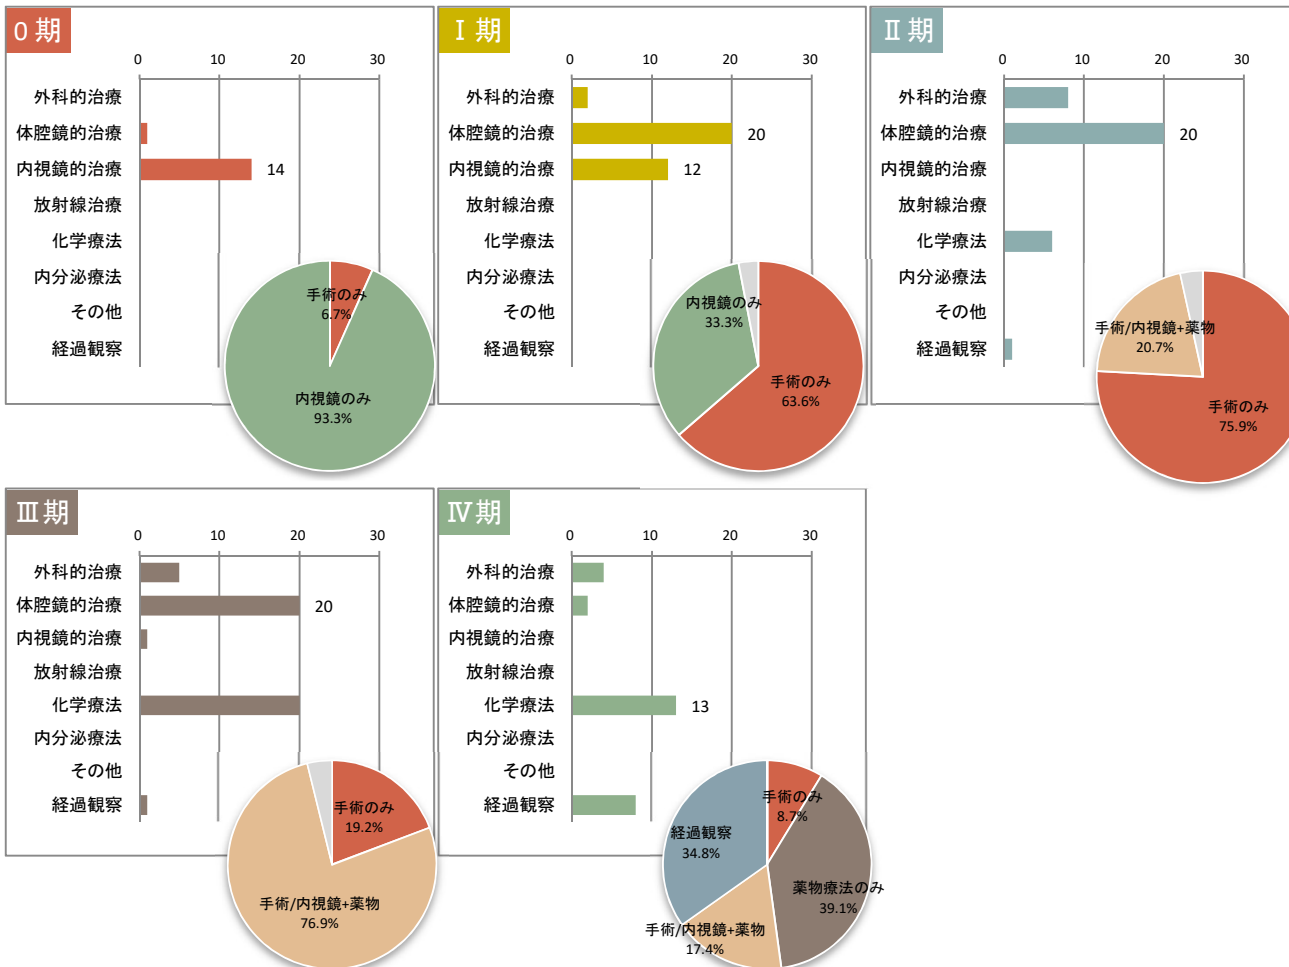 0期
0 10 20 30
外科的治療
体腔鏡的治療
内視鏡的治療 14
放射線治療
化学療法
内分泌療法
その他
経過観察
手術のみ
6.7%
内視鏡のみ
93.3%
Ⅰ期
0 10 20 30
外科的治療
体腔鏡的治療 20
内視鏡的治療 12
放射線治療
化学療法
内分泌療法
その他
経過観察
内視鏡のみ
33.3%
手術のみ
63.6%
Ⅱ期
0 10 20 30
外科的治療
体腔鏡的治療 20
内視鏡的治療
放射線治療
化学療法
内分泌療法
その他
経過観察
手術/内視鏡+薬物
20.7%
手術のみ
75.9%
Ⅲ期
0 10 20 30
外科的治療
体腔鏡的治療 20
内視鏡的治療
放射線治療
化学療法
内分泌療法
その他
経過観察
手術のみ
19.2%
手術/内視鏡+薬物
76.9%
Ⅳ期
0 10 20 30
外科的治療
体腔鏡的治療
内視鏡的治療
放射線治療
化学療法 13
内分泌療法
その他
経過観察
手術のみ
8.7%
経過観察
34.8%
薬物療法のみ
39.1%
手術/内視鏡+薬物
17.4%